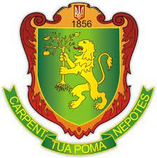 1856
CARPENT
TUA POMA
NEPOTES